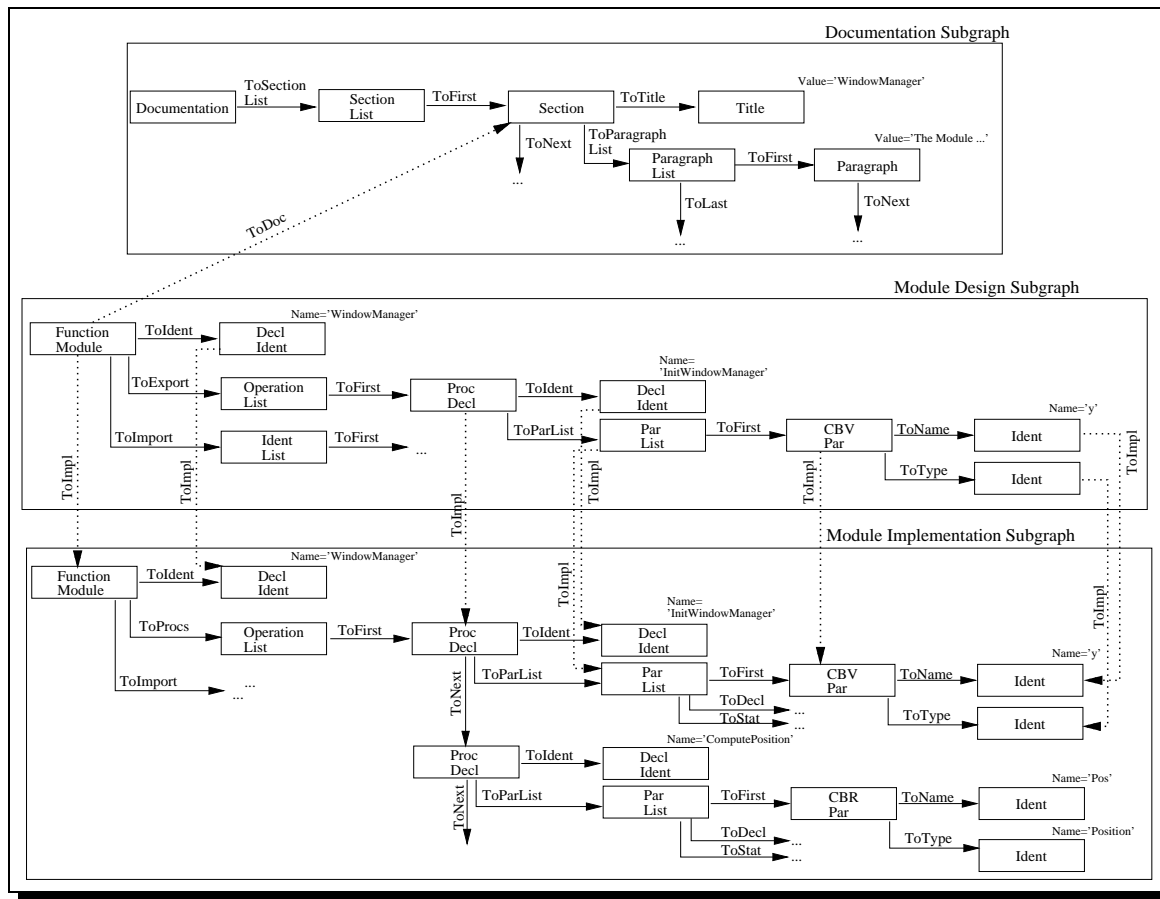 Documentation Subgraph
Value='WindowManager'
Documentation
ToSection
List
Section
List
ToFirst
Section
ToTitle
Title
ToNext
...
ToParagraph
List
Value='The Module ...'
Paragraph
List
ToFirst
Paragraph
ToLast
...
ToNext
...
ToDoc
Module Design Subgraph
Name='WindowManager'
Function
Module
ToIdent
Decl
Ident
ToExport
Operation
List
ToFirst
Proc
Decl
ToIdent
Name=
'InitWindowManager'
Decl
Ident
ToImport
Ident
List
ToFirst
...
ToParList
Par
List
ToFirst
CBV
Par
ToName
Name='y'
Ident
ToType
Ident
ToImpl
ToImpl
ToImpl
ToImpl
ToImpl
ToImpl
Module Implementation Subgraph
Name='WindowManager'
Function
Module
ToIdent
Decl
Ident
ToImpl
ToImpl
ToProcs
Operation
List
ToFirst
Proc
Decl
ToIdent
Name=
'InitWindowManager'
Decl
Ident
ToImport
...
...
ToNext
ToParList
Par
List
ToFirst
CBV
Par
ToName
Name='y'
Ident
ToDecl
...
ToStat
...
ToType
Ident
Name='ComputePosition'
Proc
Decl
ToIdent
Decl
Ident
ToNext
ToParList
Par
List
ToFirst
CBR
Par
ToName
Name='Pos'
Ident
ToDecl
...
ToStat
...
ToType
Name='Position'
Ident